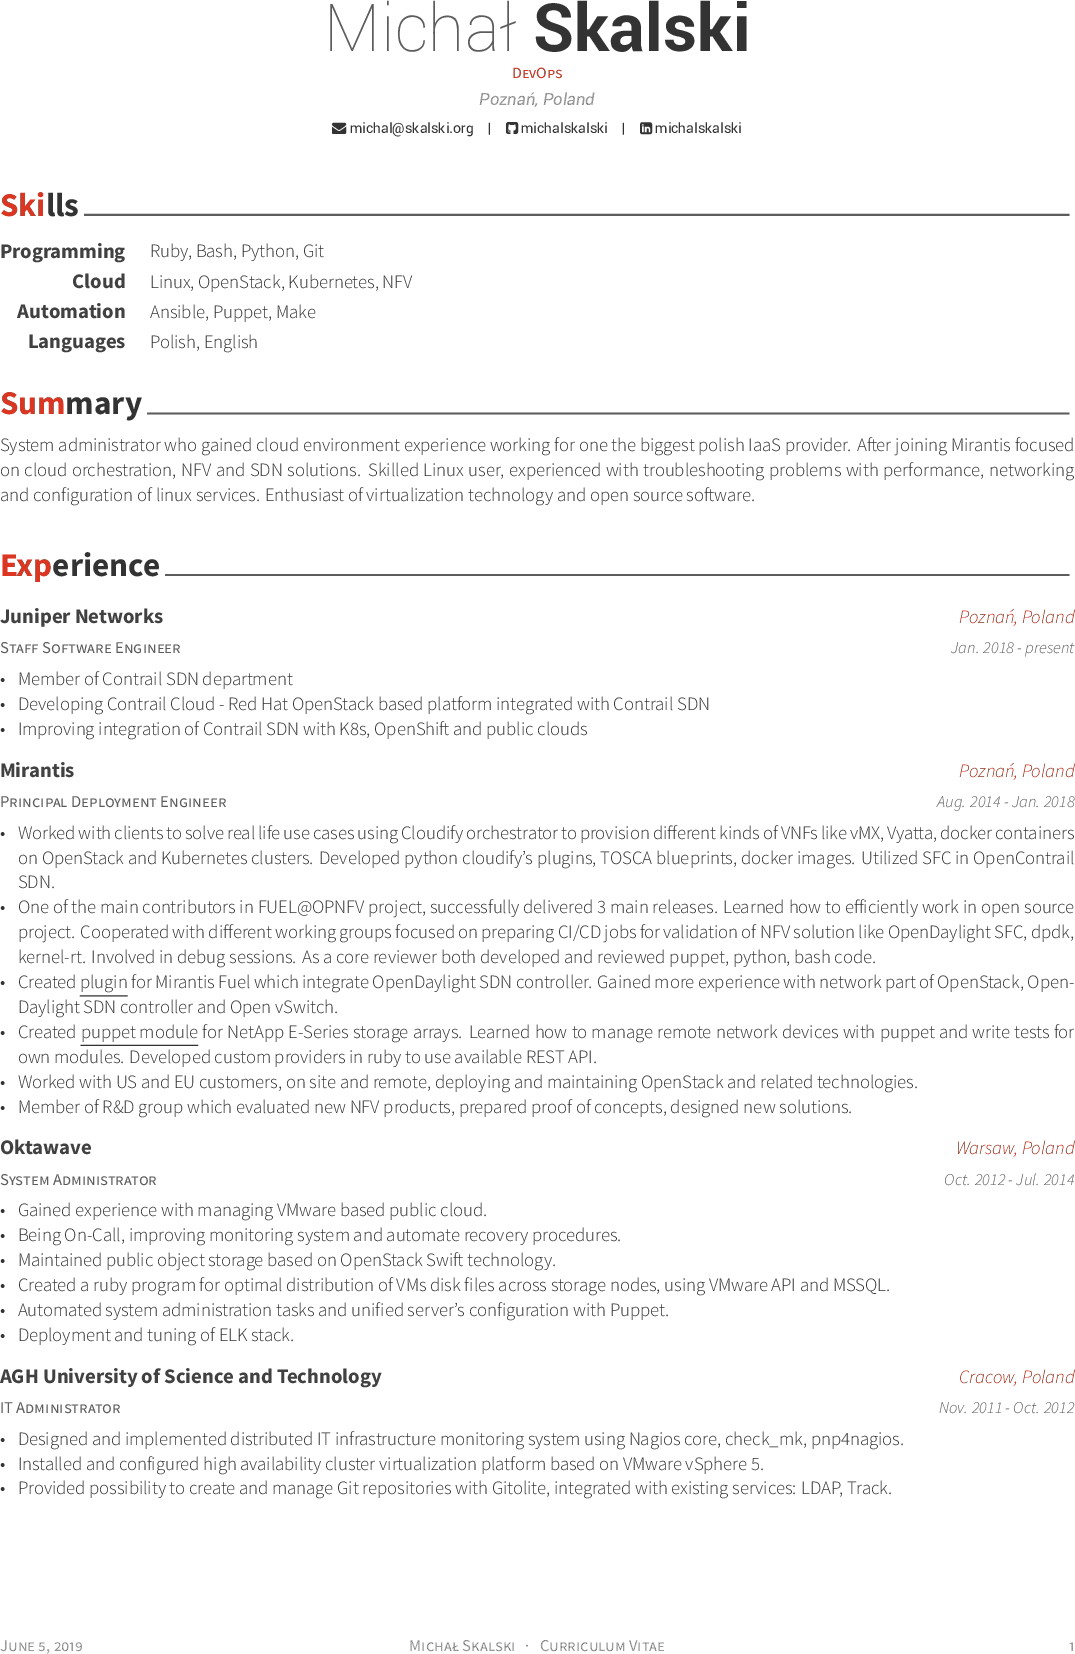 Michał Skalski
DevOps
Poznań, Poland
michal@skalski.org | michalskalski | michalskalski
Skills
Programming Ruby, Bash, Python, Git
Cloud Linux, OpenStack, Kubernetes, NFV
Automation Ansible, Puppet, Make
Languages Polish, English
Summary
System administrator who gained cloud environment experience working for one the biggest polish IaaS provider. After joining Mirantis focused
on cloud orchestration, NFV and SDN solutions. Skilled Linux user, experienced with troubleshooting problems with performance, networking
and configuration of linux services. Enthusiast of virtualization technology and open source software.
Experience
Juniper Networks Poznań, Poland
Staff Software Engineer Jan. 2018 - present
• Member of Contrail SDN department
• Developing Contrail Cloud - Red Hat OpenStack based platform integrated with Contrail SDN
• Improving integration of Contrail SDN with K8s, OpenShift and public clouds
Mirantis Poznań, Poland
Principal Deployment Engineer Aug. 2014 - Jan. 2018
• Worked with clients to solve real life use cases using Cloudify orchestrator to provision different kinds of VNFs like vMX, Vyatta, docker containers
on OpenStack and Kubernetes clusters. Developed python cloudify's plugins, TOSCA blueprints, docker images. Utilized SFC in OpenContrail
SDN.
• One of the main contributors in FUEL@OPNFV project, successfully delivered 3 main releases. Learned how to efficiently work in open source
project. Cooperated with different working groups focused on preparing CI/CD jobs for validation of NFV solution like OpenDaylight SFC, dpdk,
kernel-rt. Involved in debug sessions. As a core reviewer both developed and reviewed puppet, python, bash code.
• Created plugin for Mirantis Fuel which integrate OpenDaylight SDN controller. Gained more experience with network part of OpenStack, Open-
Daylight SDN controller and Open vSwitch.
• Created puppet module for NetApp E-Series storage arrays. Learned how to manage remote network devices with puppet and write tests for
own modules. Developed custom providers in ruby to use available REST API.
• Worked with US and EU customers, on site and remote, deploying and maintaining OpenStack and related technologies.
• Member of R&D group which evaluated new NFV products, prepared proof of concepts, designed new solutions.
Oktawave Warsaw, Poland
System Administrator Oct. 2012 - Jul. 2014
• Gained experience with managing VMware based public cloud.
• Being On-Call, improving monitoring system and automate recovery procedures.
• Maintained public object storage based on OpenStack Swift technology.
• Created a ruby program for optimal distribution of VMs disk files across storage nodes, using VMware API and MSSQL.
• Automated system administration tasks and unified server's configuration with Puppet.
• Deployment and tuning of ELK stack.
AGH University of Science and Technology Cracow, Poland
IT Administrator Nov. 2011 - Oct. 2012
• Designed and implemented distributed IT infrastructure monitoring system using Nagios core, check_mk, pnp4nagios.
• Installed and configured high availability cluster virtualization platform based on VMware vSphere 5.
• Provided possibility to create and manage Git repositories with Gitolite, integrated with existing services: LDAP, Track.
June 5, 2019 Michał Skalski · Curriculum Vitae 1